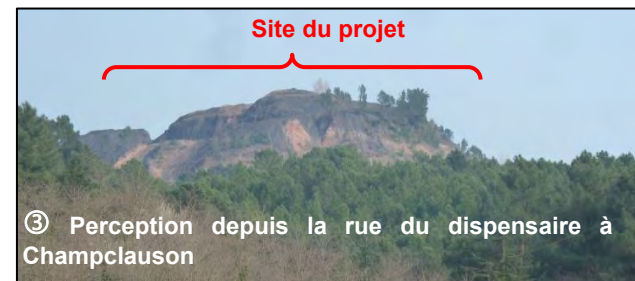 Site du projet
③ Perception depuis la rue du dispensaire à
Champclauson